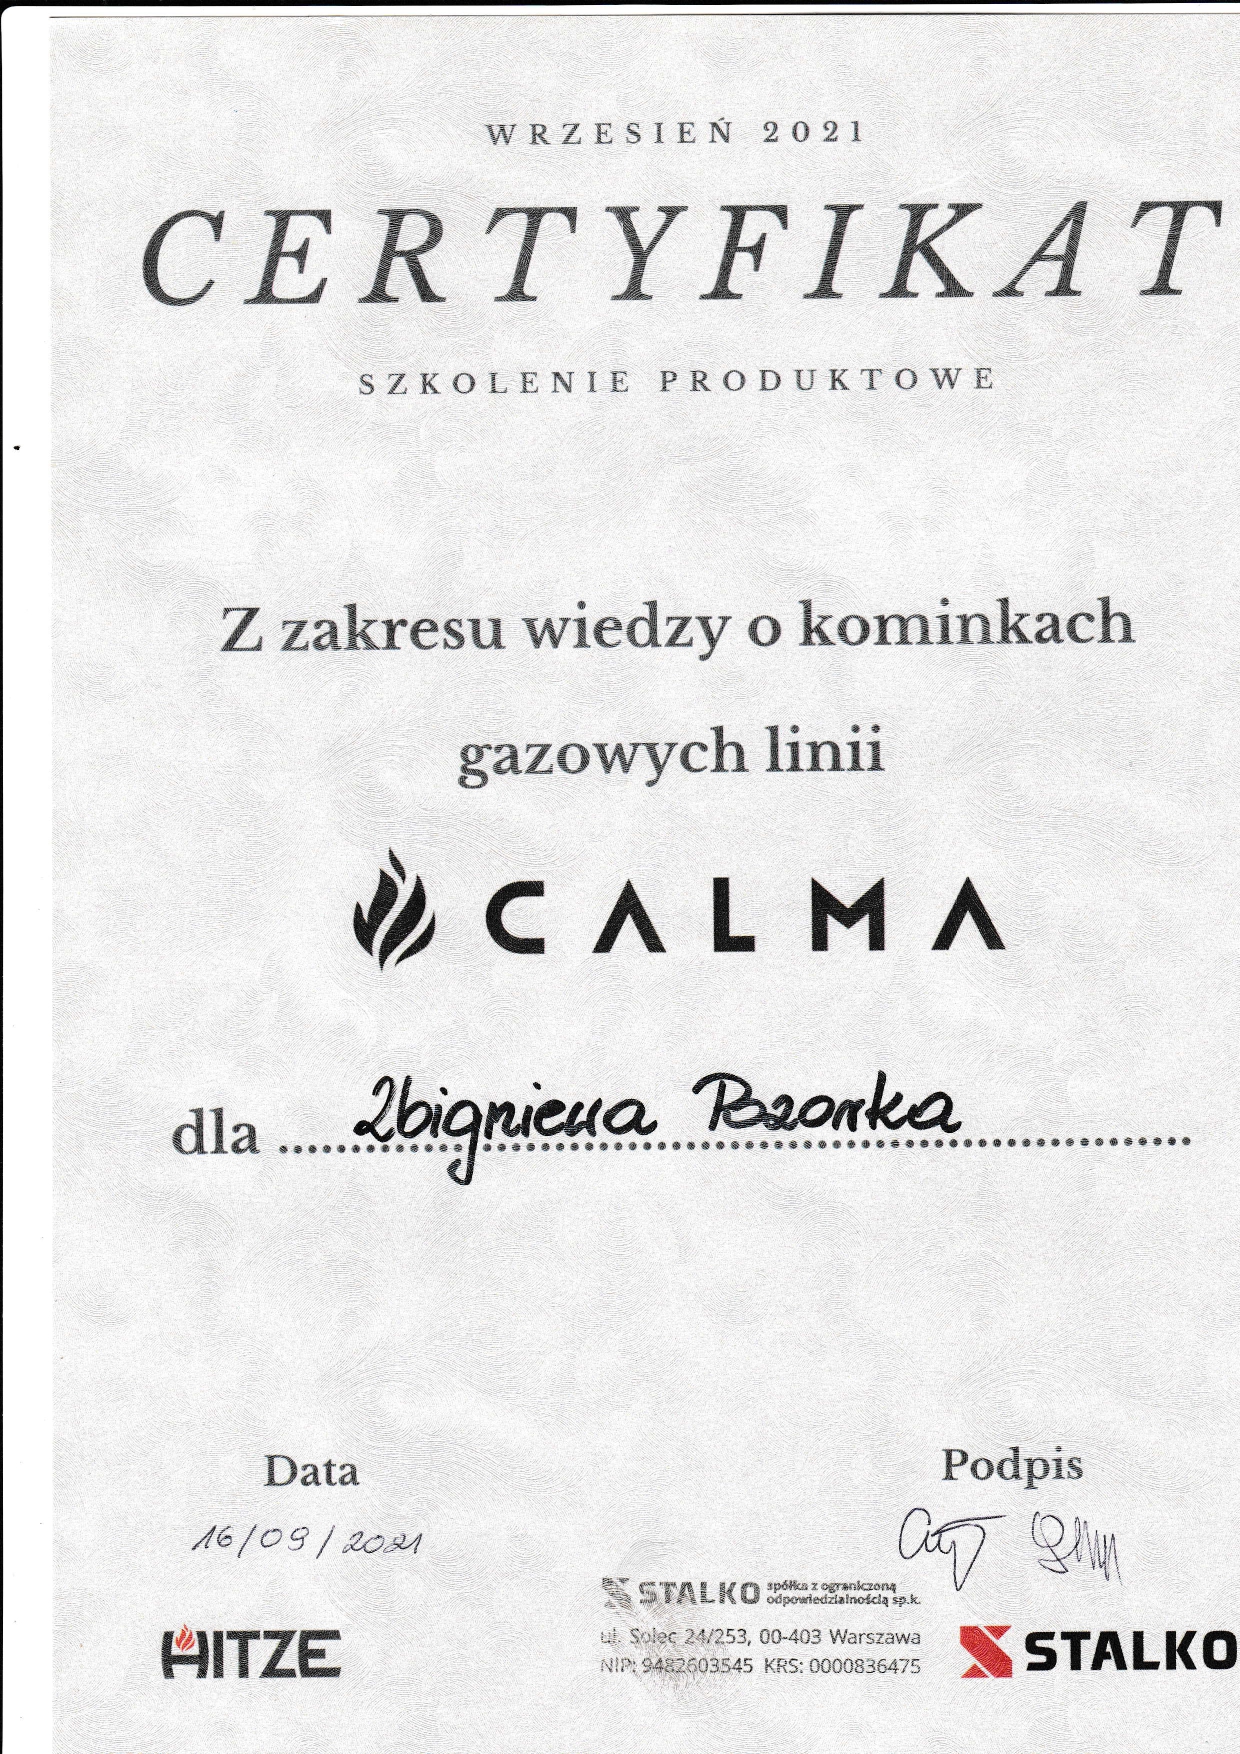 WRZESIEŃ 2021
CERTYFIKAT
SZKOLENIE PRODUKTOWE
Z zakresu wiedzy o kominkach
gazowych linii
CALMA
dla Zbigniewa Bzowka
Data
Podpis
16/09/2021
STALKO spółka z ograniczoną
odpowiedzialnością sp.k.
ul. Solec 24/253, 00-403 Warszawa
NIP: 9482603545 KRS: 0000836475
HITZE
STALKO